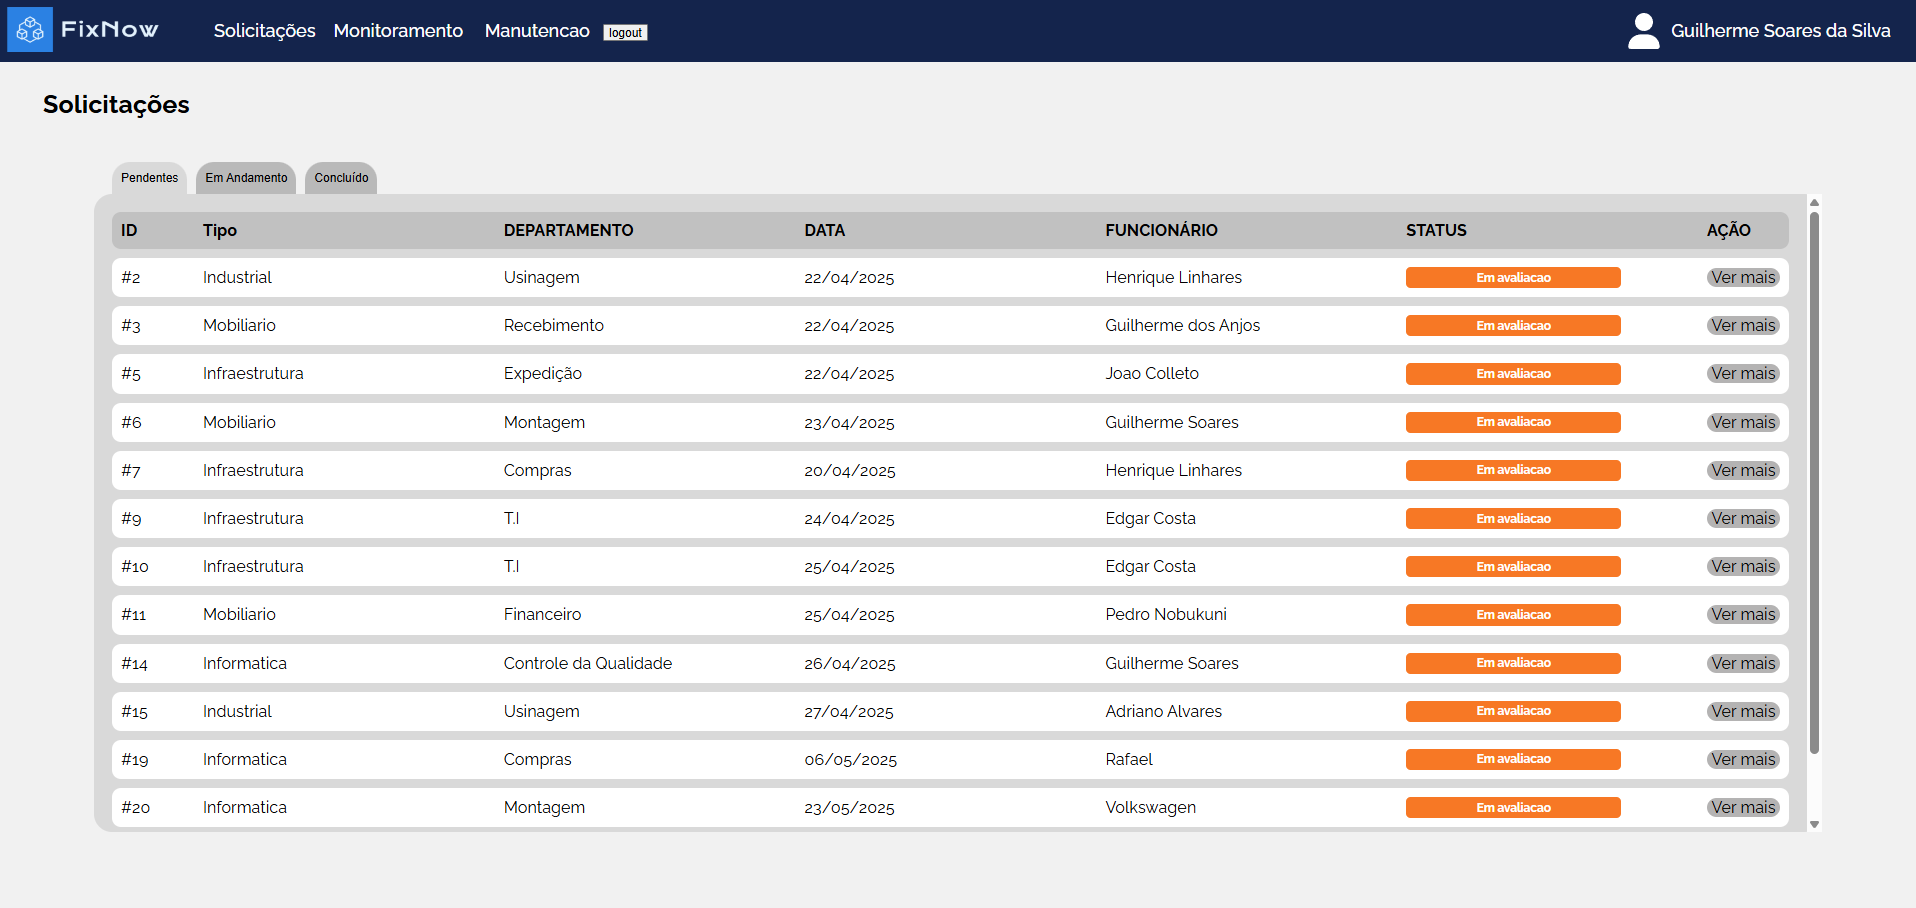 FixNow Solicitações Monitoramento Manutencao logout Guilherme Soares da Silva
Solicitações
Pendentes Em Andamento Concluído
ID Tipo DEPARTAMENTO DATA FUNCIONÁRIO STATUS AÇÃO
#2 Industrial Usinagem 22/04/2025 Henrique Linhares Em avaliacao Ver mais
#3 Mobiliario Recebimento 22/04/2025 Guilherme dos Anjos Em avaliacao Ver mais
#5 Infraestrutura Expedição 22/04/2025 Joao Colleto Em avaliacao Ver mais
#6 Mobiliario Montagem 23/04/2025 Guilherme Soares Em avaliacao Ver mais
#7 Infraestrutura Compras 20/04/2025 Henrique Linhares Em avaliacao Ver mais
#9 Infraestrutura T.I 24/04/2025 Edgar Costa Em avaliacao Ver mais
#10 Infraestrutura T.I 25/04/2025 Edgar Costa Em avaliacao Ver mais
#11 Mobiliario Financeiro 25/04/2025 Pedro Nobukuni Em avaliacao Ver mais
#14 Informatica Controle da Qualidade 26/04/2025 Guilherme Soares Em avaliacao Ver mais
#15 Industrial Usinagem 27/04/2025 Adriano Alvares Em avaliacao Ver mais
#19 Informatica Compras 06/05/2025 Rafael Em avaliacao Ver mais
#20 Informatica Montagem 23/05/2025 Volkswagen Em avaliacao Ver mais